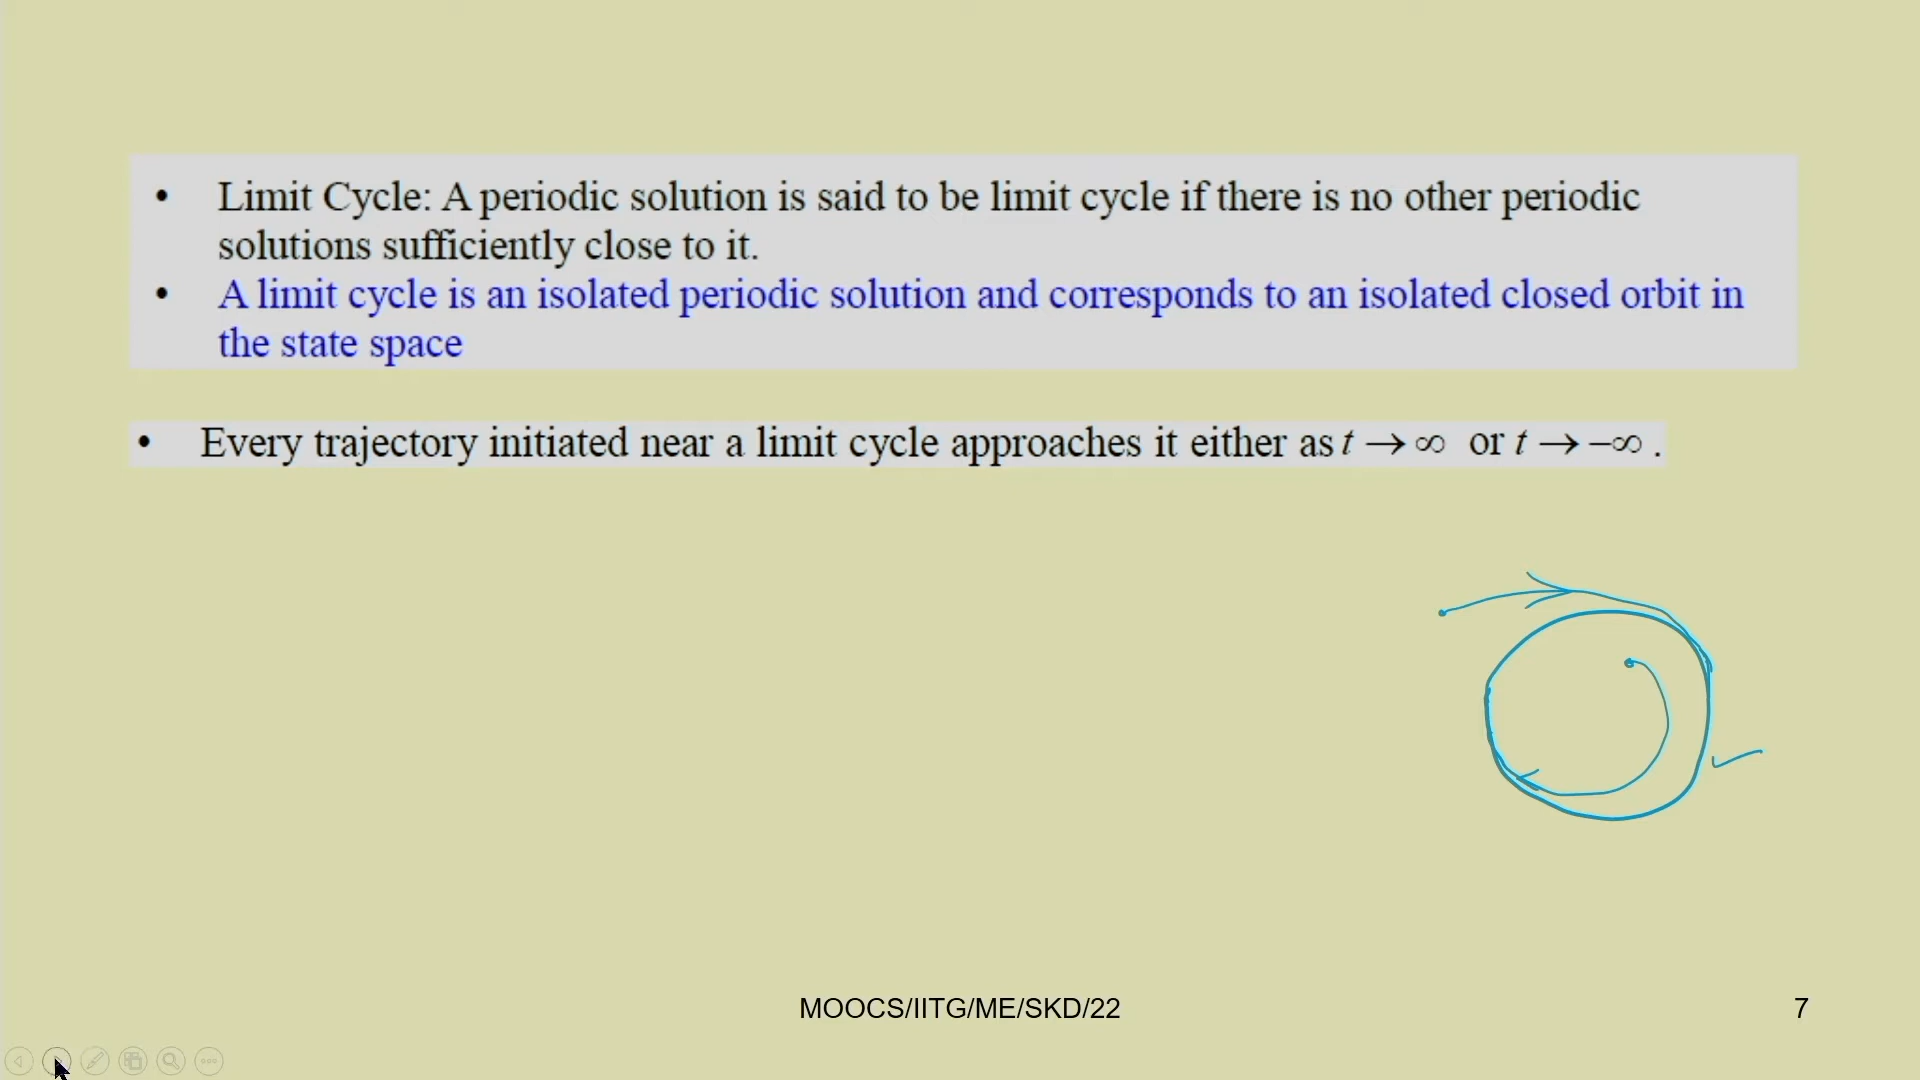 • Limit Cycle: A periodic solution is said to be limit cycle if there is no other periodic
solutions sufficiently close to it.
• A limit cycle is an isolated periodic solution and corresponds to an isolated closed orbit in
the state space
• Every trajectory initiated near a limit cycle approaches it either as t → ∞ or t → −∞ .
MOOCS/IITG/ME/SKD/22
7